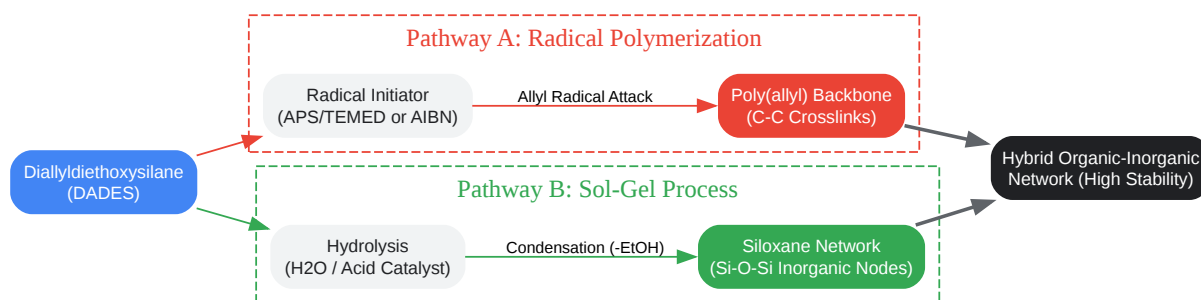 Pathway A: Radical Polymerization
Radical Initiator
(APS/TEMED or AIBN)
Allyl Radical Attack
Poly(allyl) Backbone
(C-C Crosslinks)
Diallyldiethoxysilane
(DADES)
Hybrid Organic-Inorganic
Network (High Stability)
Pathway B: Sol-Gel Process
Hydrolysis
(H2O / Acid Catalyst)
Condensation (-EtOH)
Siloxane Network
(Si-O-Si Inorganic Nodes)